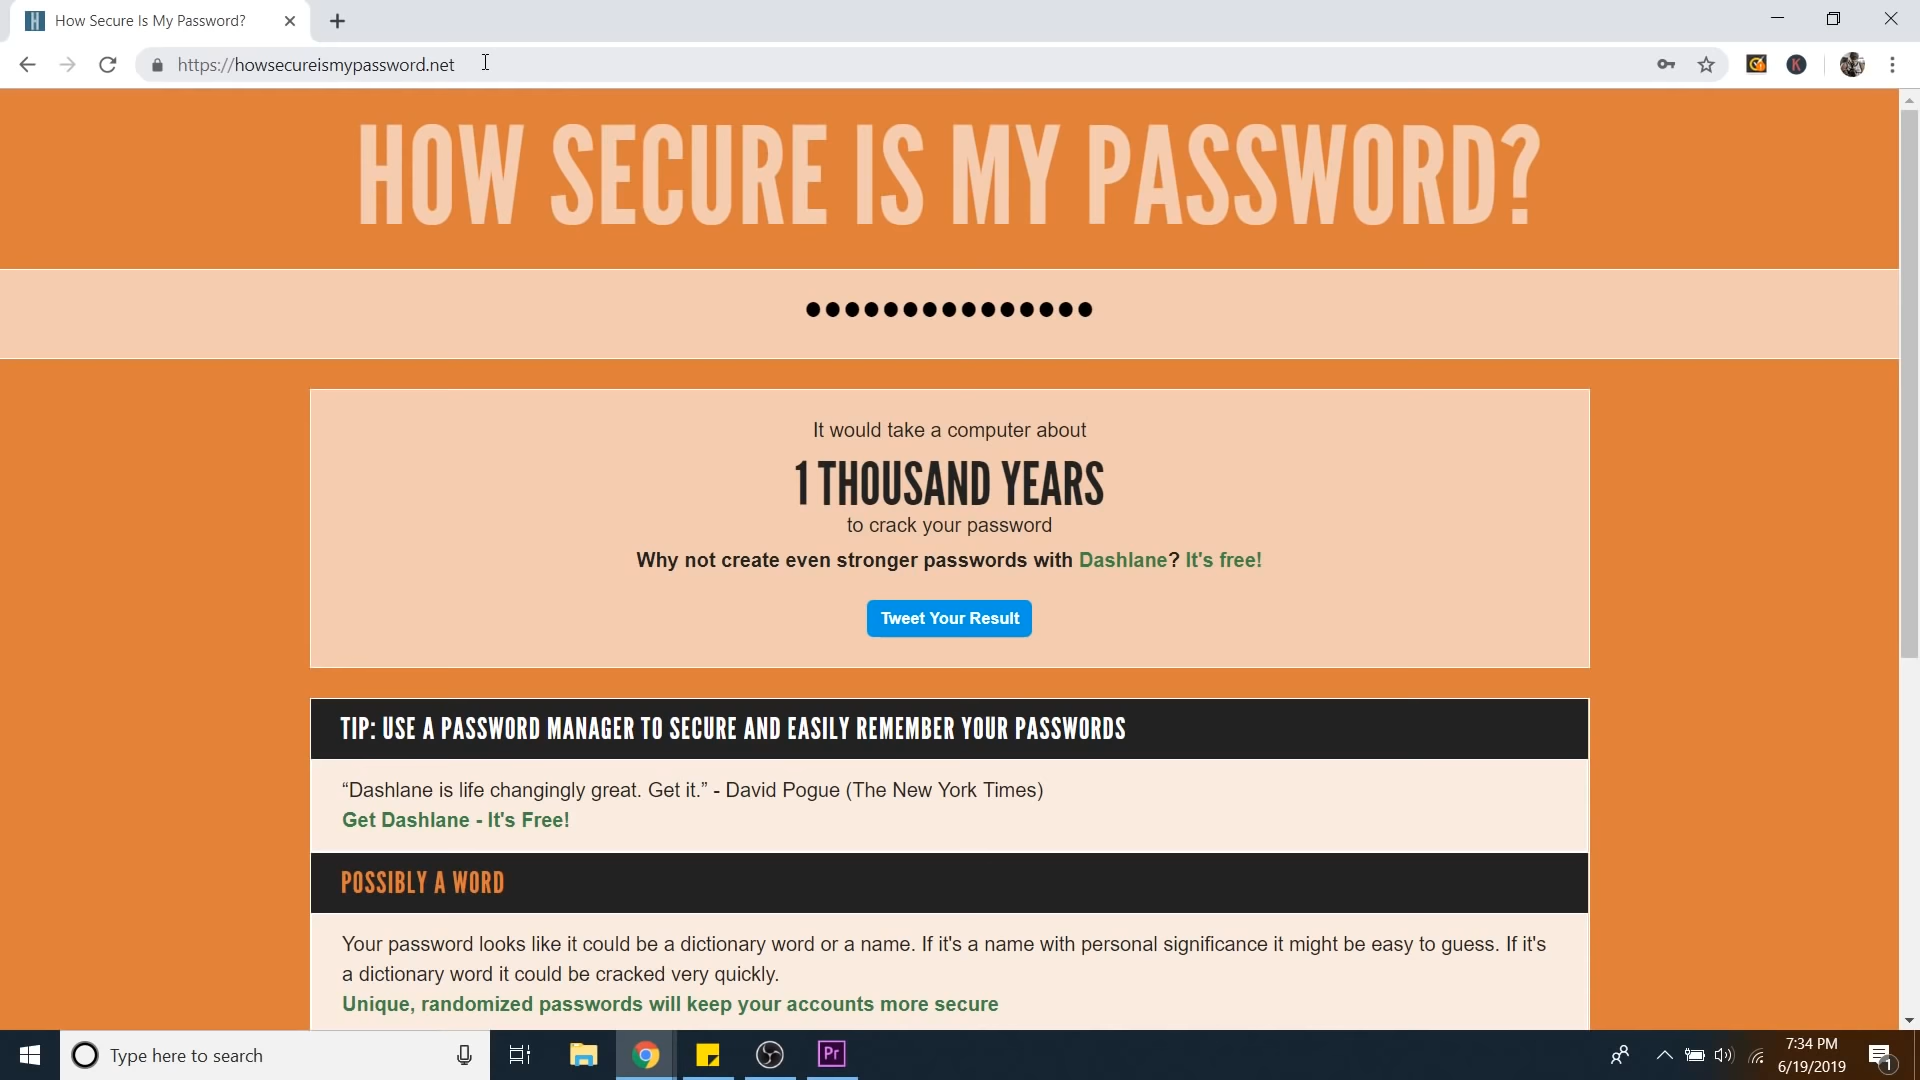 How Secure Is My Password?
https://howsecureismypassword.net
HOW SECURE IS MY PASSWORD?
●●●●●●●●●●●●●●●
It would take a computer about
1 THOUSAND YEARS
to crack your password
Why not create even stronger passwords with Dashlane? It's free!
Tweet Your Result
TIP: USE A PASSWORD MANAGER TO SECURE AND EASILY REMEMBER YOUR PASSWORDS
“Dashlane is life changingly great. Get it.” - David Pogue (The New York Times)
Get Dashlane - It's Free!
POSSIBLY A WORD
Your password looks like it could be a dictionary word or a name. If it's a name with personal significance it might be easy to guess. If it's
a dictionary word it could be cracked very quickly.
Unique, randomized passwords will keep your accounts more secure
Type here to search
Pr
7:34 PM
6/19/2019
1